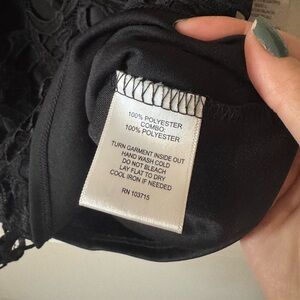 100% POLYESTER
COMBO:
100% POLYESTER
TURN GARMENT INSIDE OUT
HAND WASH COLD
DO NOT BLEACH
LAY FLAT TO DRY
COOL IRON IF NEEDED
RN 103715